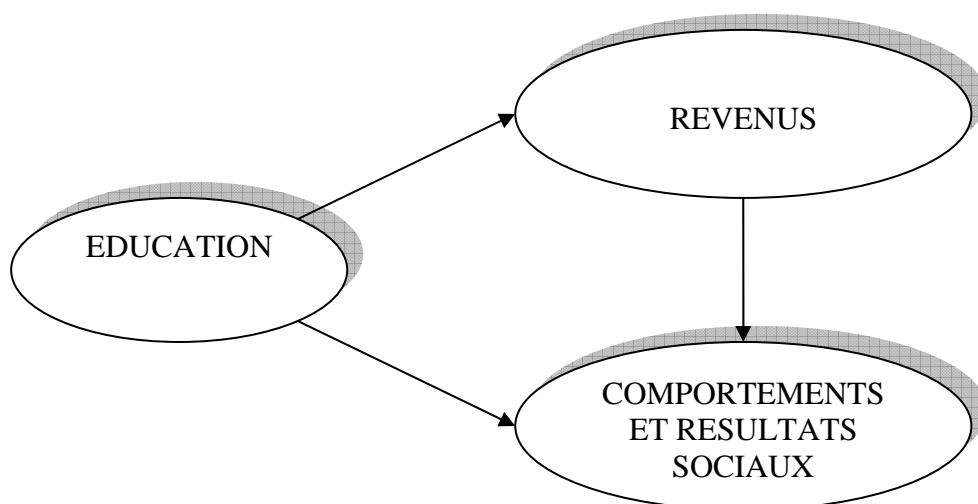 REVENUS
EDUCATION
COMPORTEMENTS
ET RESULTATS
SOCIAUX